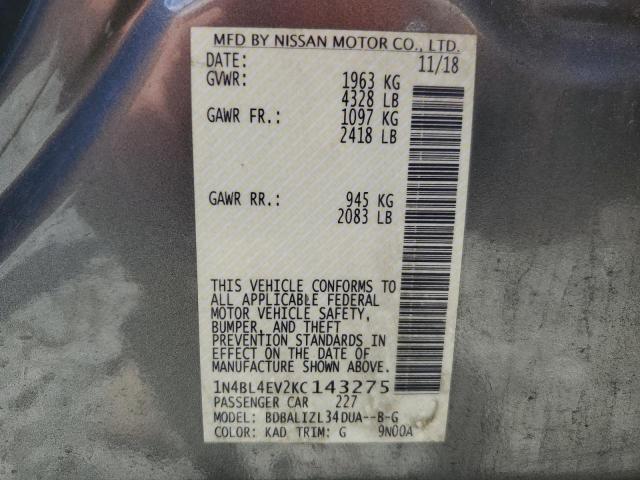 MFD BY NISSAN MOTOR CO., LTD.
DATE: 11/18
GVWR: 1963 KG
4328 LB
GAWR FR.: 1097 KG
2418 LB
GAWR RR.: 945 KG
2083 LB
THIS VEHICLE CONFORMS TO
ALL APPLICABLE FEDERAL
MOTOR VEHICLE SAFETY,
BUMPER, AND THEFT
PREVENTION STANDARDS IN
EFFECT ON THE DATE OF
MANUFACTURE SHOWN ABOVE.
1N4BL4EV2KC143275
PASSENGER CAR 227
MODEL: BDBALIZL34DUA--B-G
COLOR: KAD TRIM: G 9N00A